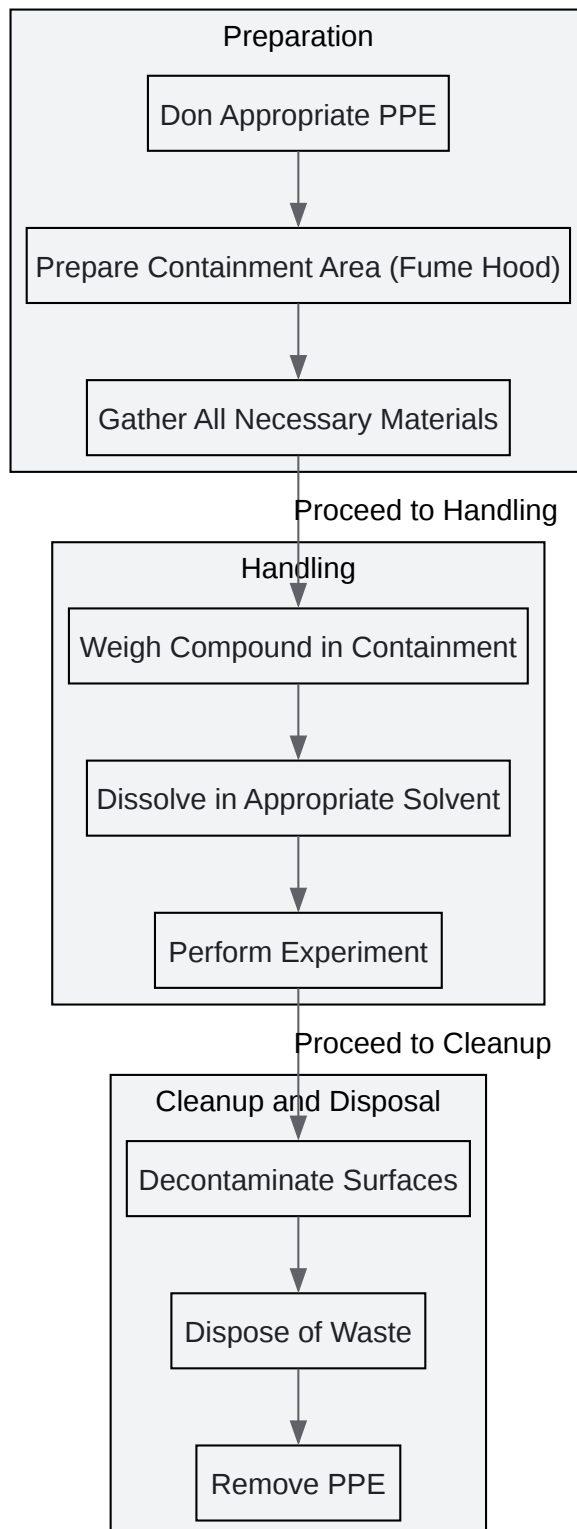 Preparation
Don Appropriate PPE
Prepare Containment Area (Fume Hood)
Gather All Necessary Materials
Proceed to Handling
Handling
Weigh Compound in Containment
Dissolve in Appropriate Solvent
Perform Experiment
Proceed to Cleanup
Cleanup and Disposal
Decontaminate Surfaces
Dispose of Waste
Remove PPE